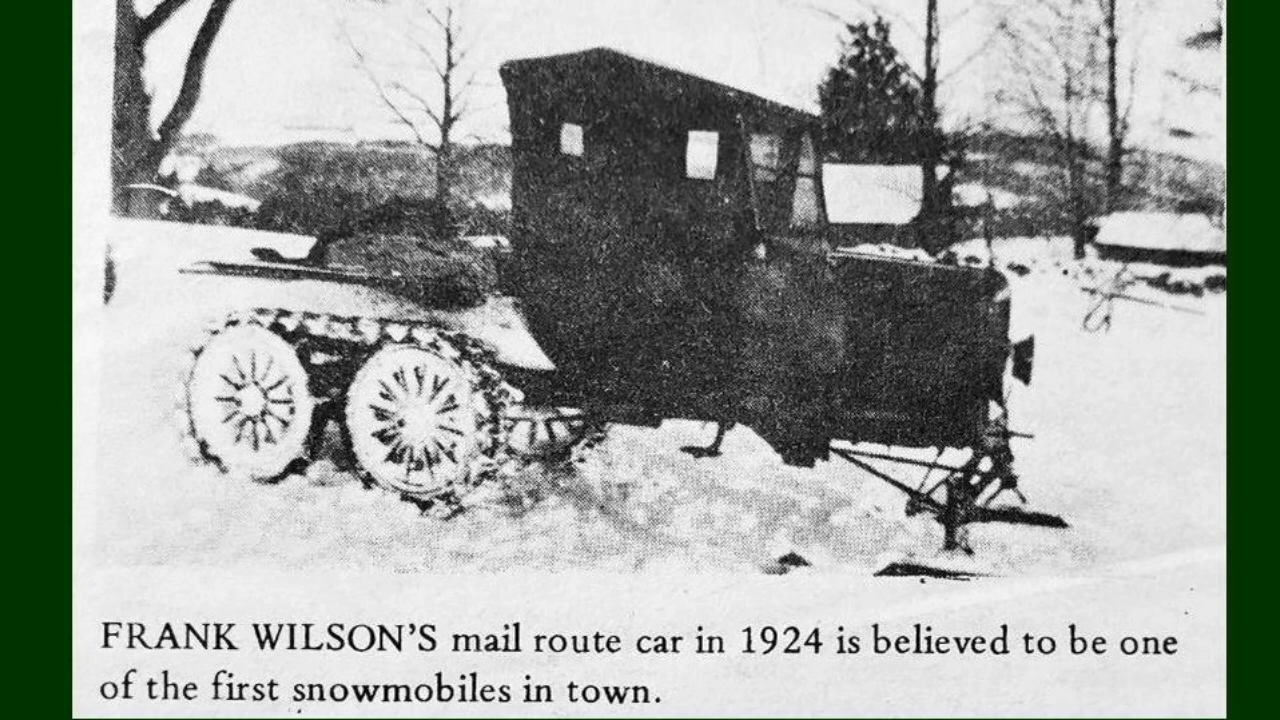 FRANK WILSON’S mail route car in 1924 is believed to be one
of the first snowmobiles in town.